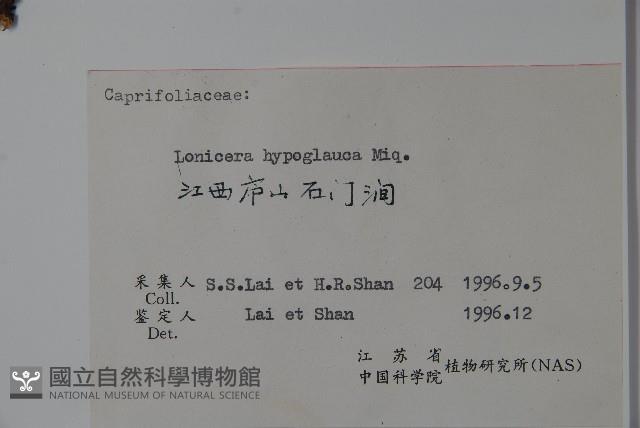 Caprifoliaceae:
Lonicera hypoglauca Miq.
江西庐山石门涧
采集人 S.S.Lai et H.R.Shan 204 1996.9.5
Coll.
鉴定人 Lai et Shan 1996.12
Det.
江苏省
中国科学院 植物研究所(NAS)
國立自然科學博物館
NATIONAL MUSEUM OF NATURAL SCIENCE